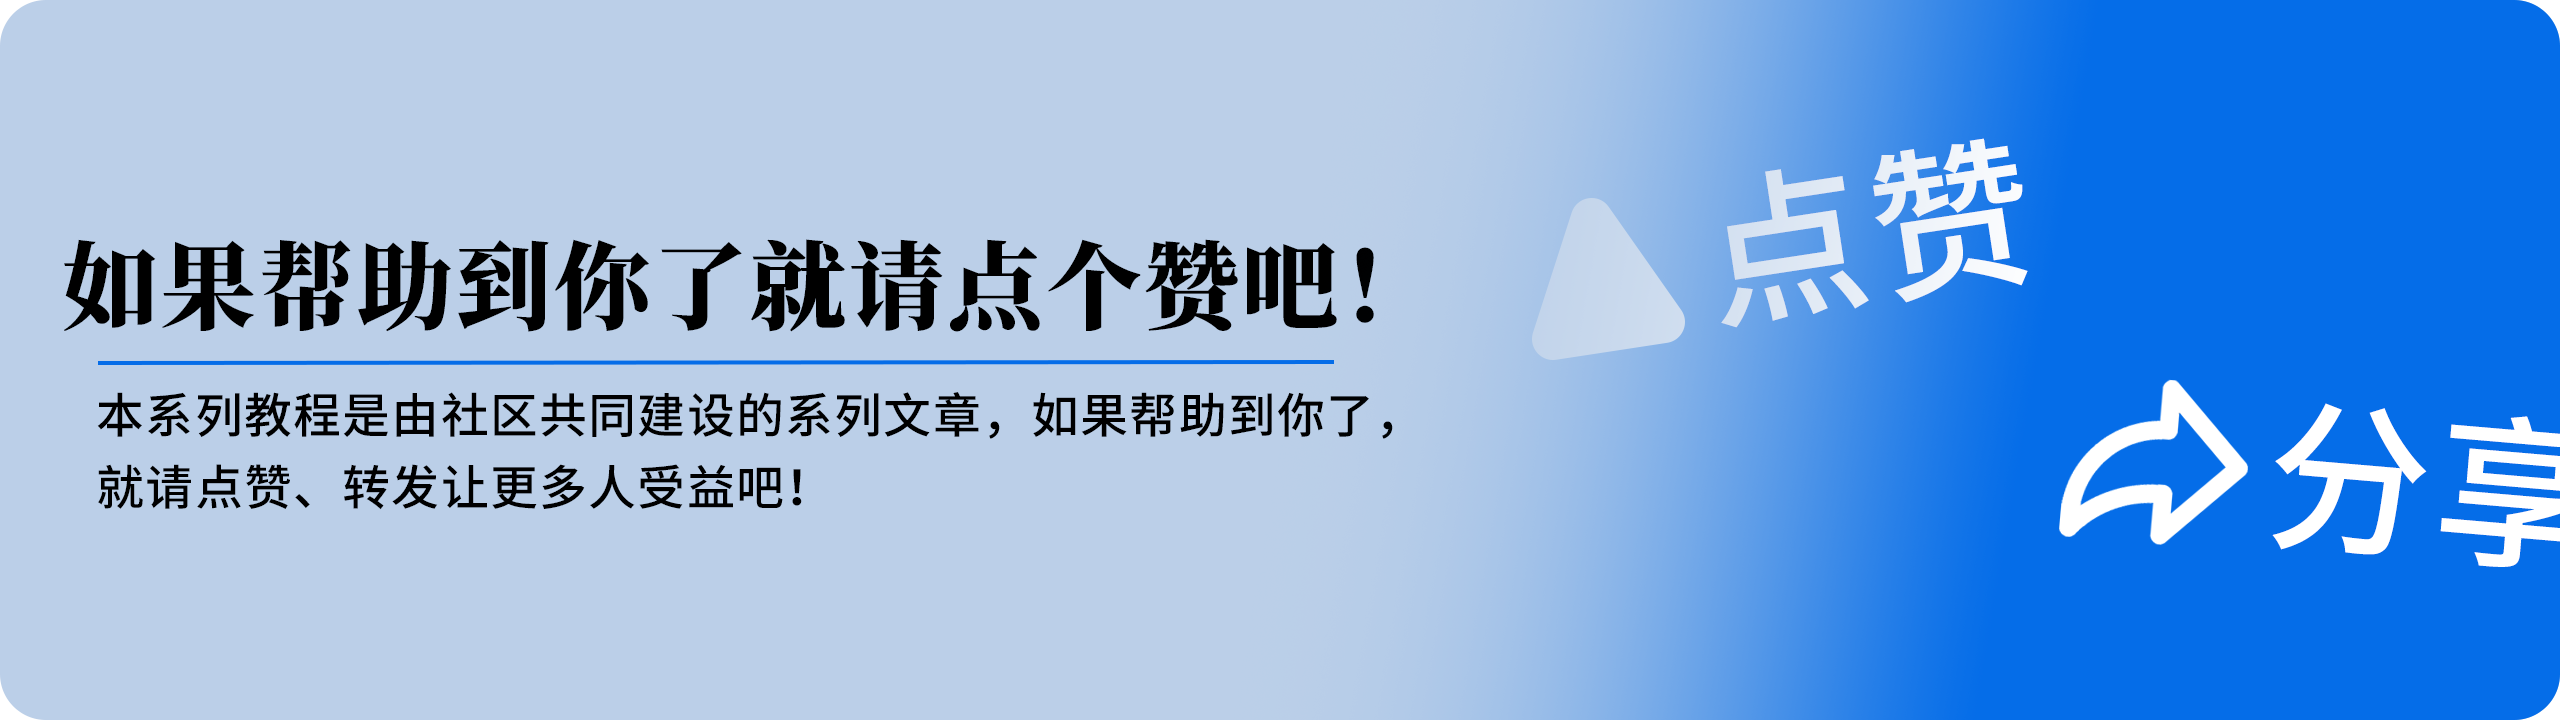 如果帮助到你了就请点个赞吧！
本系列教程是由社区共同建设的系列文章，如果帮助到你了，
就请点赞、转发让更多人受益吧！
点赞
分享